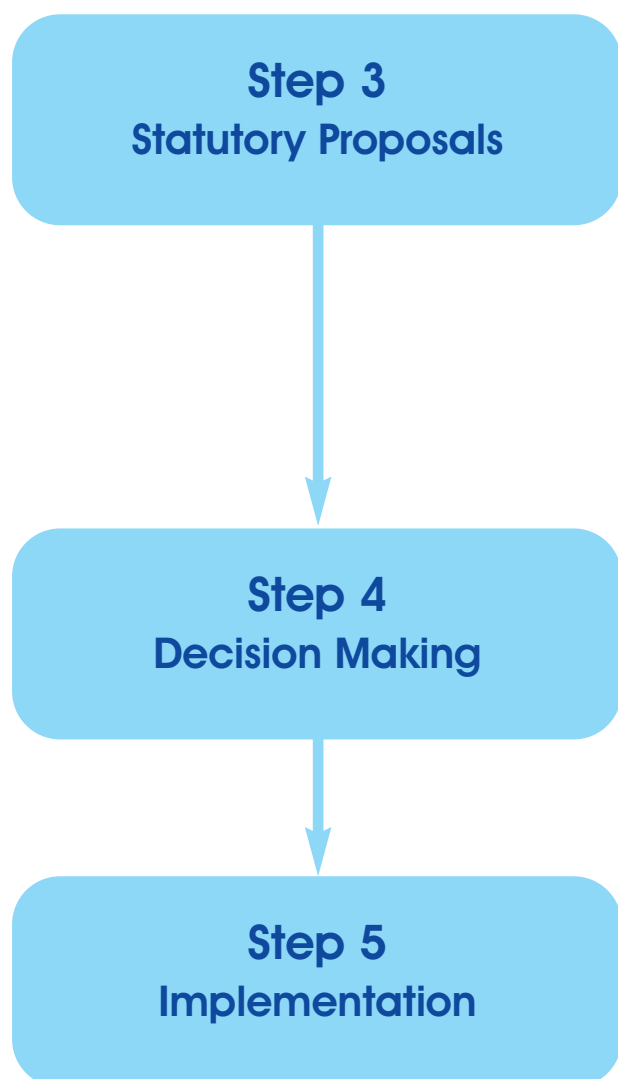 Step 3
Statutory Proposals
Step 4
Decision Making
Step 5
Implementation